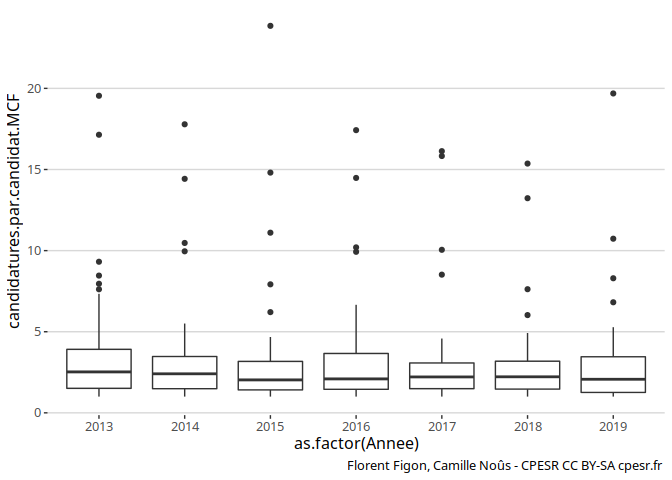 candidatures.par.candidat.MCF
20
15
10
5
0
2013 2014 2015 2016 2017 2018 2019
as.factor(Annee)
Florent Figon, Camille Noûs - CPESR CC BY-SA cpesr.fr